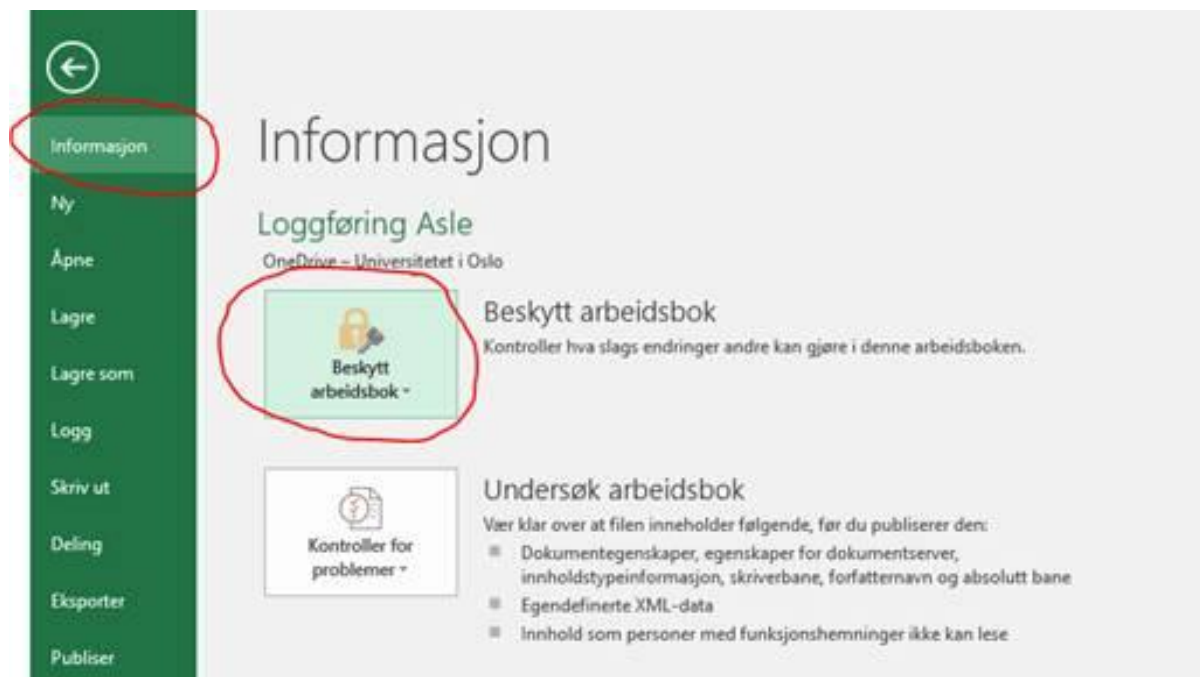 Informasjon
Ny
Åpne
Lagre
Lagre som
Logg
Skriv ut
Deling
Eksporter
Publiser
Informasjon
Loggføring Asle
OneDrive – Universitetet i Oslo
Beskytt
arbeidsbok
Beskytt arbeidsbok
Kontroller hva slags endringer andre kan gjøre i denne arbeidsboken.
Kontroller for
problemer
Undersøk arbeidsbok
Vær klar over at filen inneholder følgende, før du publiserer den:
Dokumentegenskaper, egenskaper for dokumentserver,
innholdstypeinformasjon, skriverbane, forfatternavn og absolutt bane
Egendefinerte XML-data
Innhold som personer med funksjonshemninger ikke kan lese